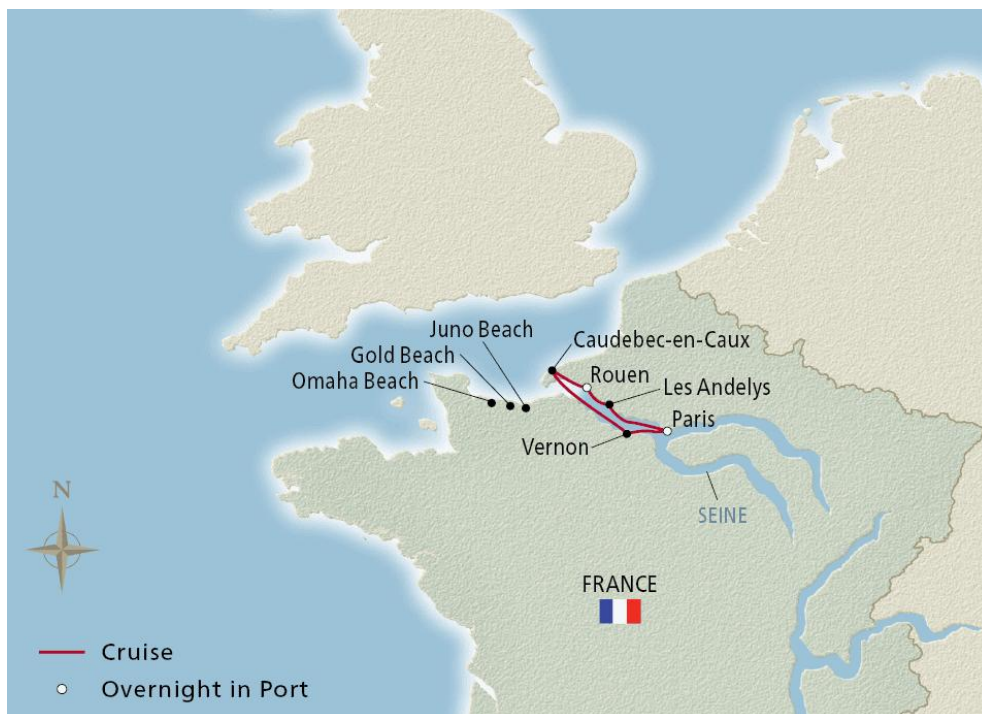 Juno Beach
Caudebec-en-Caux
Gold Beach
Rouen
Omaha Beach
Les Andelys
Paris
Vernon
N
SEINE
FRANCE
Cruise
Overnight in Port